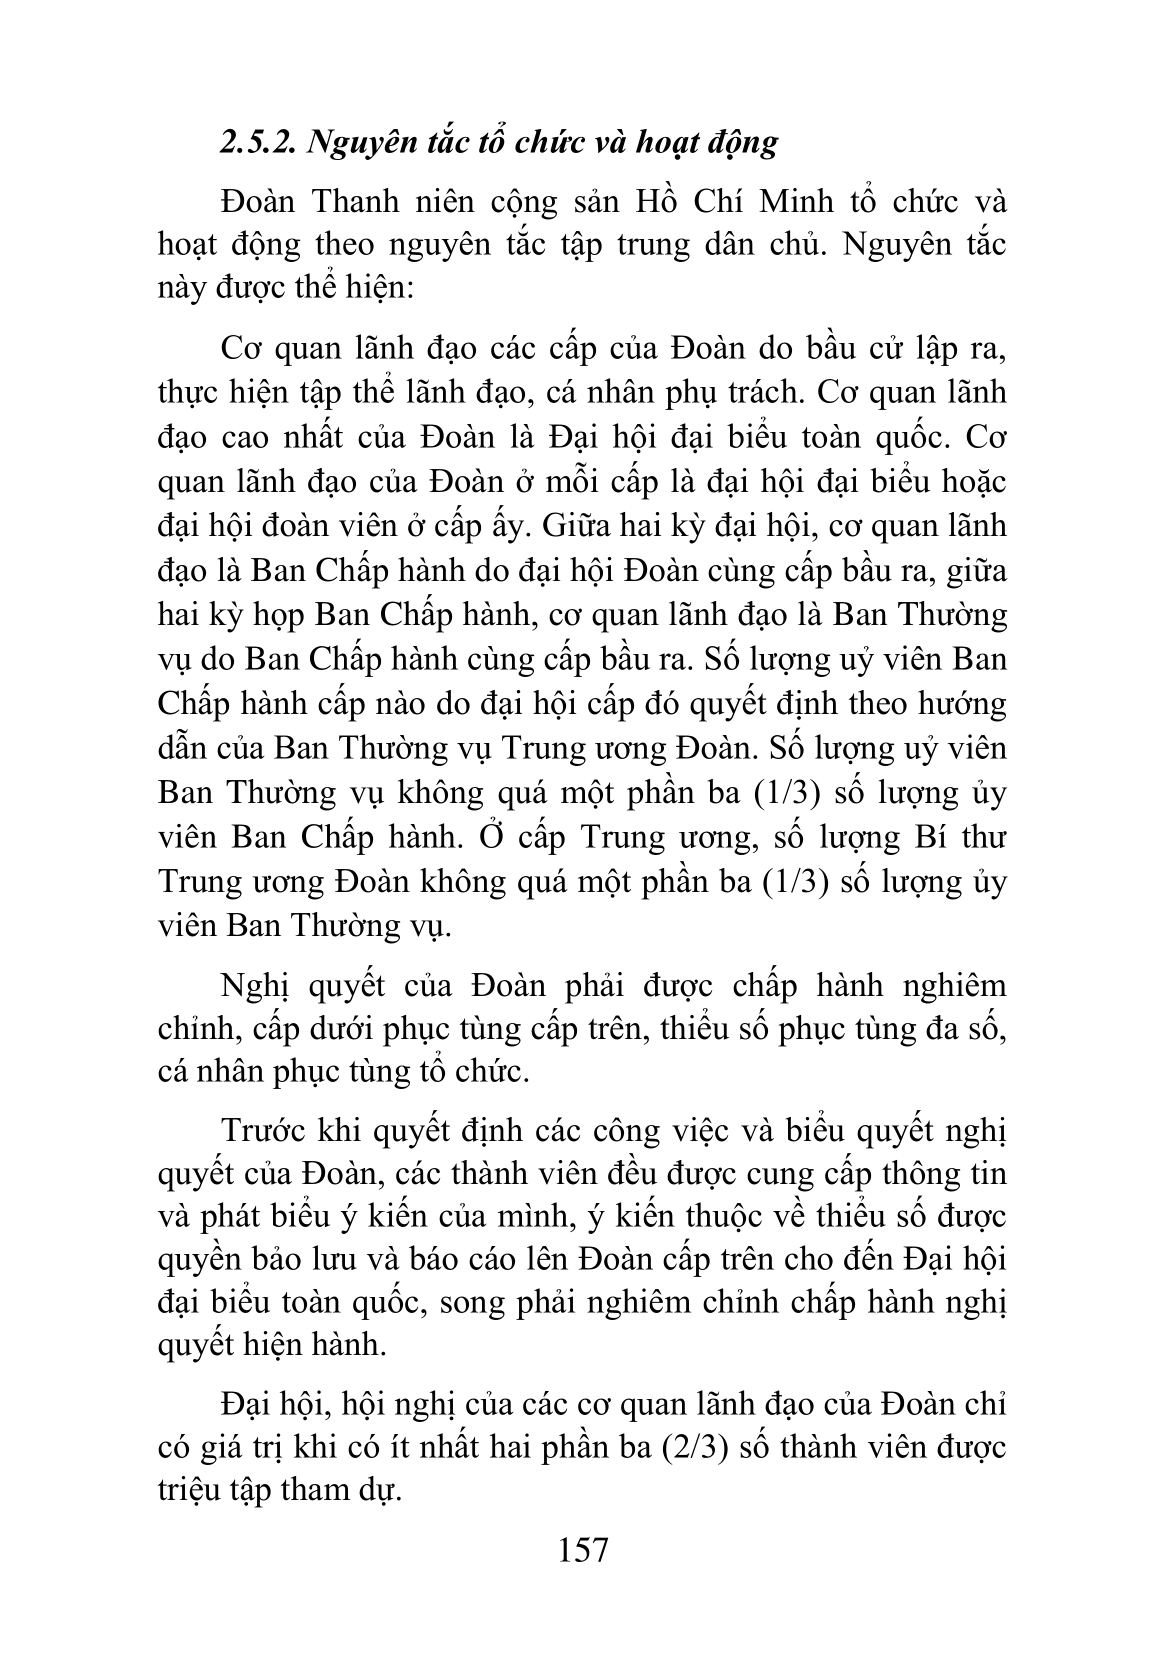 2.5.2. Nguyên tắc tổ chức và hoạt động
Đoàn Thanh niên cộng sản Hồ Chí Minh tổ chức và
hoạt động theo nguyên tắc tập trung dân chủ. Nguyên tắc
này được thể hiện:
Cơ quan lãnh đạo các cấp của Đoàn do bầu cử lập ra,
thực hiện tập thể lãnh đạo, cá nhân phụ trách. Cơ quan lãnh
đạo cao nhất của Đoàn là Đại hội đại biểu toàn quốc. Cơ
quan lãnh đạo của Đoàn ở mỗi cấp là đại hội đại biểu hoặc
đại hội đoàn viên ở cấp ấy. Giữa hai kỳ đại hội, cơ quan lãnh
đạo là Ban Chấp hành do đại hội Đoàn cùng cấp bầu ra, giữa
hai kỳ họp Ban Chấp hành, cơ quan lãnh đạo là Ban Thường
vụ do Ban Chấp hành cùng cấp bầu ra. Số lượng uỷ viên Ban
Chấp hành cấp nào do đại hội cấp đó quyết định theo hướng
dẫn của Ban Thường vụ Trung ương Đoàn. Số lượng uỷ viên
Ban Thường vụ không quá một phần ba (1/3) số lượng ủy
viên Ban Chấp hành. Ở cấp Trung ương, số lượng Bí thư
Trung ương Đoàn không quá một phần ba (1/3) số lượng ủy
viên Ban Thường vụ.
Nghị quyết của Đoàn phải được chấp hành nghiêm
chỉnh, cấp dưới phục tùng cấp trên, thiểu số phục tùng đa số,
cá nhân phục tùng tổ chức.
Trước khi quyết định các công việc và biểu quyết nghị
quyết của Đoàn, các thành viên đều được cung cấp thông tin
và phát biểu ý kiến của mình, ý kiến thuộc về thiểu số được
quyền bảo lưu và báo cáo lên Đoàn cấp trên cho đến Đại hội
đại biểu toàn quốc, song phải nghiêm chỉnh chấp hành nghị
quyết hiện hành.
Đại hội, hội nghị của các cơ quan lãnh đạo của Đoàn chỉ
có giá trị khi có ít nhất hai phần ba (2/3) số thành viên được
triệu tập tham dự.
157